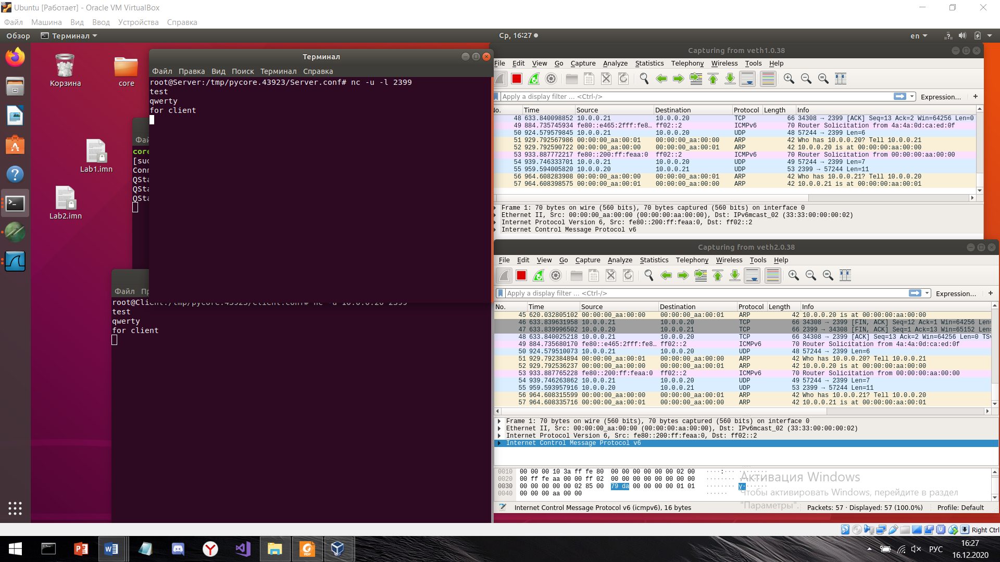 Ubuntu [Работает] - Oracle VM VirtualBox
Файл Машина Вид Ввод Устройства Справка
Обзор Терминал Ср, 16:27 en
Корзина
core
Lab1.imn
Lab2.imn
Терминал
Файл Правка Вид Поиск Терминал Справка
root@Server:/tmp/pycore.43923/Server.conf# nc -u -l 2399
test
qwerty
for client
Фай
core
[suc
Conn
QSta
QSta
QSta
Файл Пр
root@Client:/tmp/pycore.43923/Client.conf# nc -u 10.0.0.20 2399
test
qwerty
for client
Capturing from veth1.0.38
File Edit View Go Capture Analyze Statistics Telephony Wireless Tools Help
Apply a display filter ... <Ctrl-/> Expression... +
No. Time Source Destination Protocol Length Info
48 633.840098852 10.0.0.21 10.0.0.20 TCP 66 34308 → 2399 [ACK] Seq=13 Ack=2 Win=64256 Len=0
49 884.735745934 fe80::e465:2fff:fe8… ff02::2 ICMPv6 70 Router Solicitation from 4a:4a:0d:ca:ed:0f
50 924.579579845 10.0.0.21 10.0.0.20 UDP 48 57244 → 2399 Len=6
51 929.792567986 00:00:00_aa:00:01 00:00:00_aa:00:00 ARP 42 Who has 10.0.0.20? Tell 10.0.0.21
52 929.792590722 00:00:00_aa:00:00 00:00:00_aa:00:01 ARP 42 10.0.0.20 is at 00:00:00:aa:00:00
53 933.887772217 fe80::200:ff:feaa:0 ff02::2 ICMPv6 70 Router Solicitation from 00:00:00:aa:00:00
54 939.746333701 10.0.0.21 10.0.0.20 UDP 49 57244 → 2399 Len=7
55 959.594005820 10.0.0.20 10.0.0.21 UDP 53 2399 → 57244 Len=11
56 964.608283908 00:00:00_aa:00:00 00:00:00_aa:00:01 ARP 42 Who has 10.0.0.21? Tell 10.0.0.20
57 964.608398575 00:00:00_aa:00:01 00:00:00_aa:00:00 ARP 42 10.0.0.21 is at 00:00:00:aa:00:01
Frame 1: 70 bytes on wire (560 bits), 70 bytes captured (560 bits) on interface 0
Ethernet II, Src: 00:00:00_aa:00:00 (00:00:00:aa:00:00), Dst: IPv6mcast_02 (33:33:00:00:00:02)
Internet Protocol Version 6, Src: fe80::200:ff:feaa:0, Dst: ff02::2
Internet Control Message Protocol v6
Capturing from veth2.0.38
File Edit View Go Capture Analyze Statistics Telephony Wireless Tools Help
Apply a display filter ... <Ctrl-/> Expression... +
No. Time Source Destination Protocol Length Info
45 620.032805102 00:00:00_aa:00:00 00:00:00_aa:00:01 ARP 42 10.0.0.20 is at 00:00:00:aa:00:00
46 633.839631958 10.0.0.21 10.0.0.20 TCP 66 34308 → 2399 [FIN, ACK] Seq=12 Ack=1 Win=64256 Len=
47 633.839996502 10.0.0.20 10.0.0.21 TCP 66 2399 → 34308 [FIN, ACK] Seq=1 Ack=13 Win=65152 Len=
48 633.840025218 10.0.0.21 10.0.0.20 TCP 66 34308 → 2399 [ACK] Seq=13 Ack=2 Win=64256 Len=0 TSv
49 884.735680170 fe80::e465:2fff:fe8… ff02::2 ICMPv6 70 Router Solicitation from 4a:4a:0d:ca:ed:0f
50 924.579510073 10.0.0.21 10.0.0.20 UDP 48 57244 → 2399 Len=6
51 929.792384894 00:00:00_aa:00:01 00:00:00_aa:00:00 ARP 42 Who has 10.0.0.20? Tell 10.0.0.21
52 929.792536237 00:00:00_aa:00:00 00:00:00_aa:00:01 ARP 42 10.0.0.20 is at 00:00:00:aa:00:00
53 933.887765228 fe80::200:ff:feaa:0 ff02::2 ICMPv6 70 Router Solicitation from 00:00:00:aa:00:00
54 939.746263862 10.0.0.21 10.0.0.20 UDP 49 57244 → 2399 Len=7
55 959.593957916 10.0.0.20 10.0.0.21 UDP 53 2399 → 57244 Len=11
56 964.608315599 00:00:00_aa:00:00 00:00:00_aa:00:01 ARP 42 Who has 10.0.0.21? Tell 10.0.0.20
57 964.608335716 00:00:00_aa:00:01 00:00:00_aa:00:00 ARP 42 10.0.0.21 is at 00:00:00:aa:00:01
Frame 1: 70 bytes on wire (560 bits), 70 bytes captured (560 bits) on interface 0
Ethernet II, Src: 00:00:00_aa:00:00 (00:00:00:aa:00:00), Dst: IPv6mcast_02 (33:33:00:00:00:02)
Internet Protocol Version 6, Src: fe80::200:ff:feaa:0, Dst: ff02::2
Internet Control Message Protocol v6
0010 00 00 00 10 3a ff fe 80 00 00 00 00 00 00 02 00 ····:··· ········
0020 00 ff fe aa 00 00 ff 02 00 00 00 00 00 00 00 00 ········ ········
0030 00 00 00 00 00 02 85 00 79 da 00 00 00 00 01 01 ········ y·······
0040 00 00 00 aa 00 00 ······
Активация Windows
Чтобы активировать Windows, перейдите в раздел
"Параметры".
Internet Control Message Protocol v6 (icmpv6), 16 bytes Packets: 57 · Displayed: 57 (100.0%) Profile: Default
Right Ctrl
РУС
16:27
16.12.2020